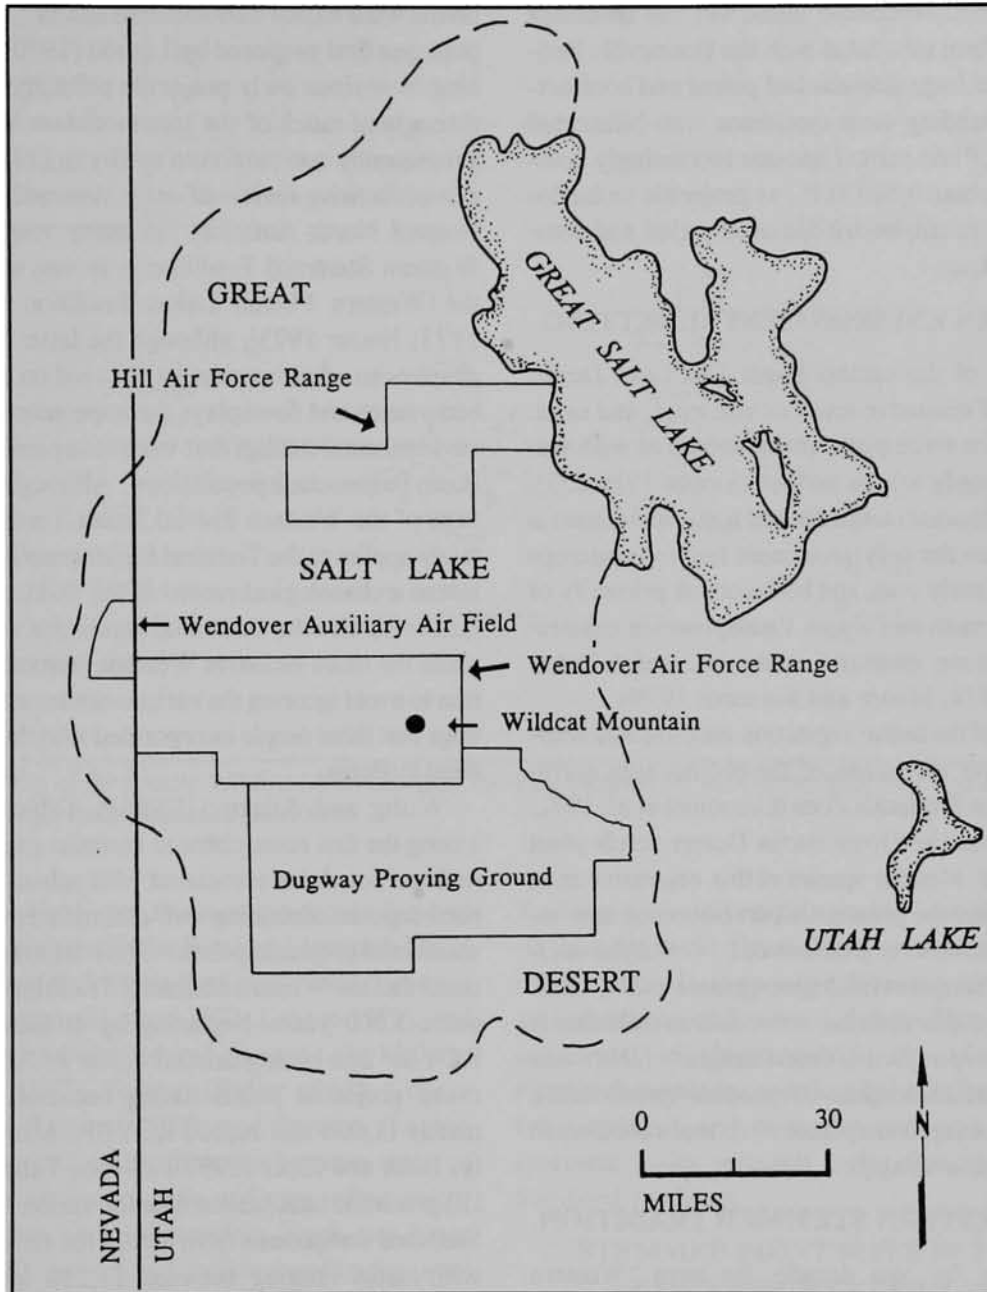 GREAT
GREAT SALT LAKE
Hill Air Force Range
SALT LAKE
Wendover Auxiliary Air Field
Wendover Air Force Range
Wildcat Mountain
Dugway Proving Ground
UTAH LAKE
DESERT
0 30
MILES
N
NEVADA
UTAH